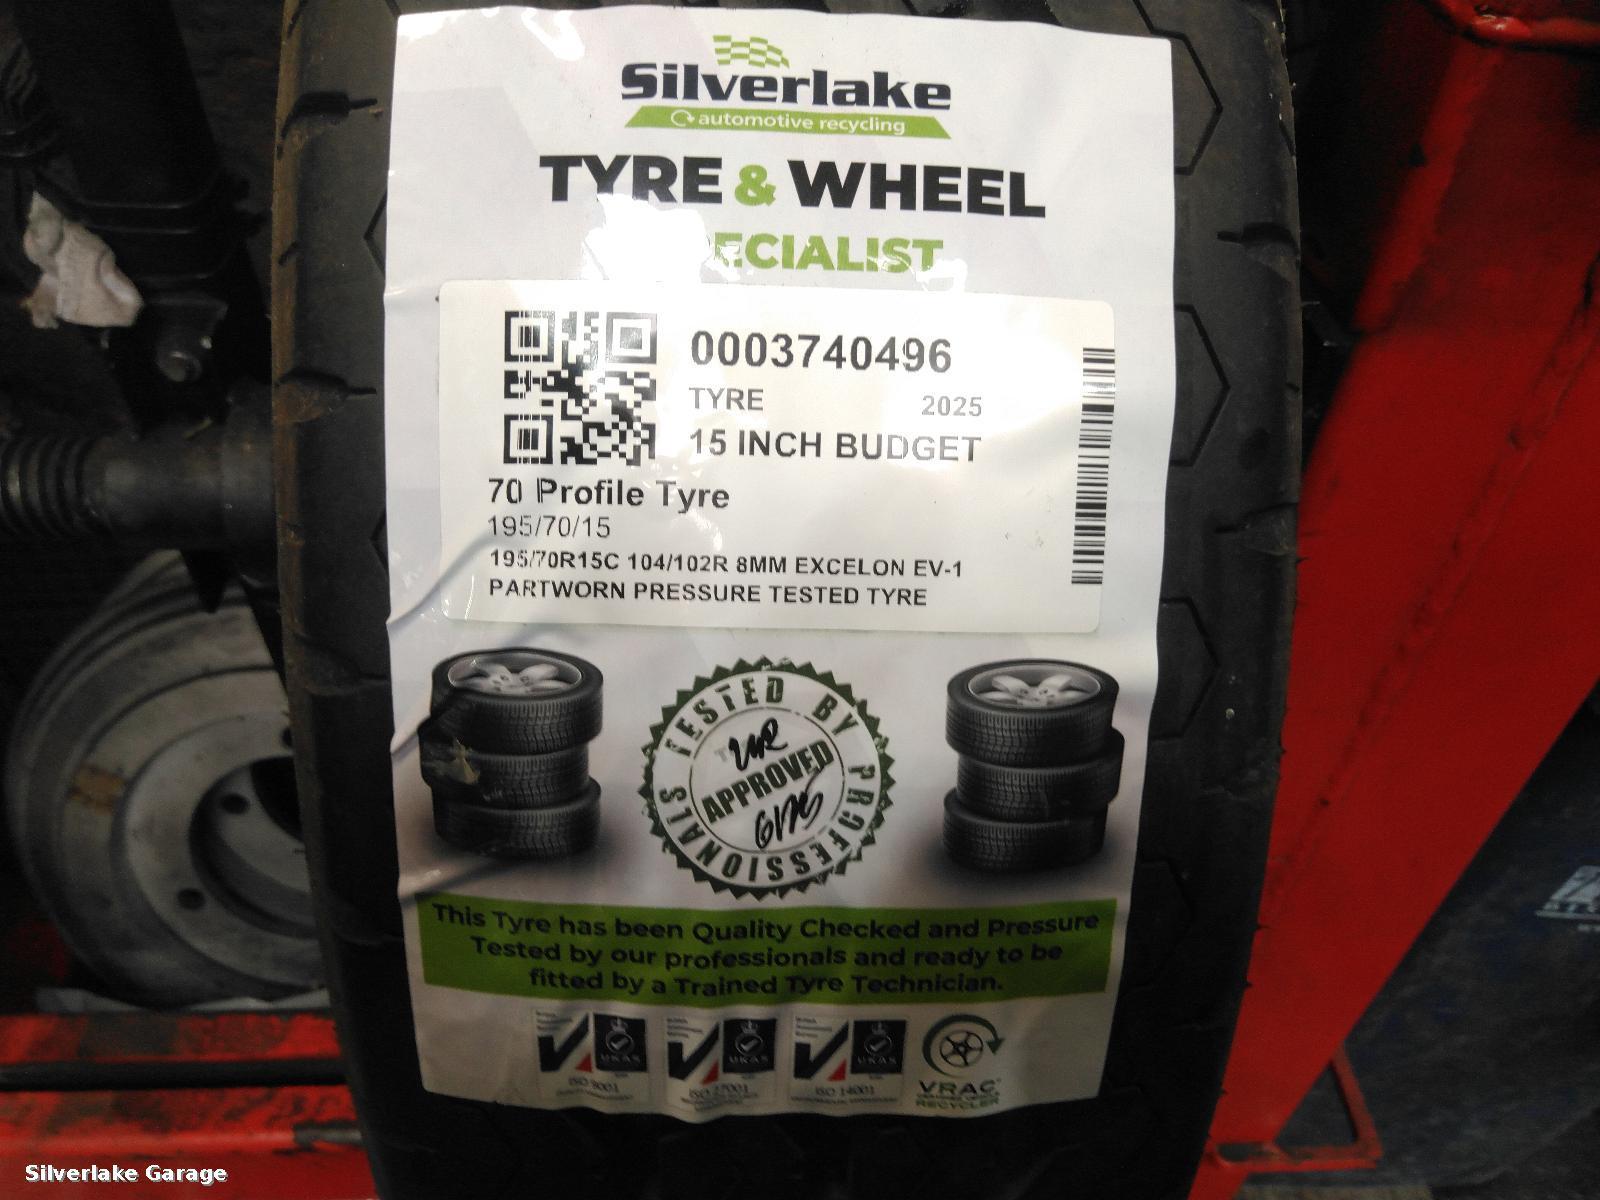 Silverlake
automotive recycling
TYRE & WHEEL
ECIALIST
0003740496
TYRE 2025
15 INCH BUDGET
70 Profile Tyre
195/70/15
195/70R15C 104/102R 8MM EXCELON EV-1
PARTWORN PRESSURE TESTED TYRE
TESTED BY PROFESSIONALS
APPROVED
This Tyre has been Quality Checked and Pressure
Tested by our professionals and ready to be
fitted by a Trained Tyre Technician.
UKAS
UKAS
UKAS
ISO 9001
ISO 27001
ISO 14001
VRAC
RECYCLER
Silverlake Garage